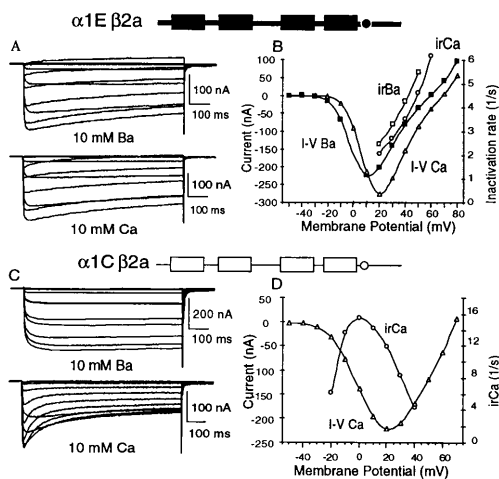 α1E β2a
A
100 nA
100 ms
10 mM Ba
100 nA
100 ms
10 mM Ca
B
irCa
irBa
I-V Ba
I-V Ca
100
50
0
-50
-100
-150
-200
-250
-300
Current (nA)
6
5
4
3
2
1
0
Inactivation rate (1/s)
-40 -20 0 20 40 60 80
Membrane Potential (mV)
α1C β2a
C
200 nA
100 ms
10 mM Ba
100 nA
100 ms
10 mM Ca
D
irCa
I-V Ca
50
0
-50
-100
-150
-200
-250
Current (nA)
16
12
8
4
0
irCa (1/s)
-40 -20 0 20 40 60 80
Membrane Potential (mV)